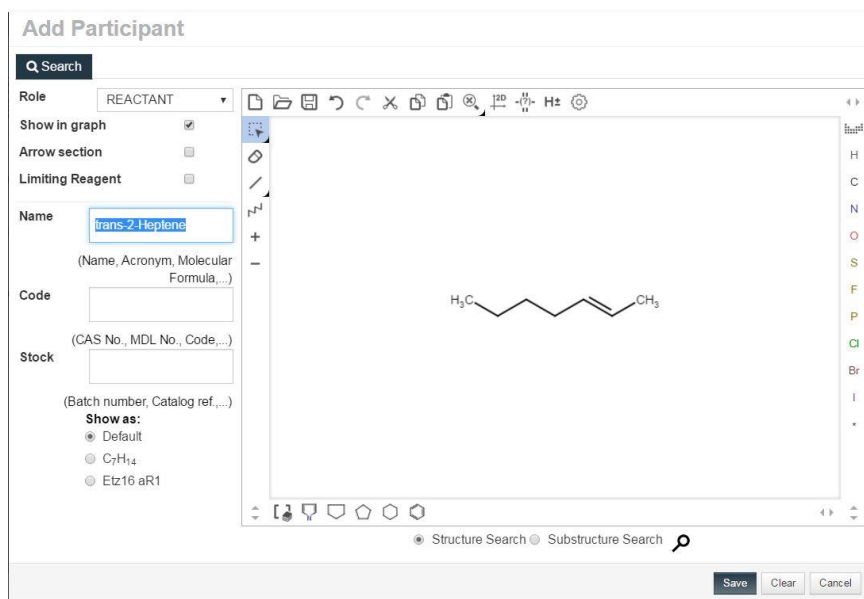 Add Participant
Search
Role REACTANT
Show in graph
Arrow section
Limiting Reagent
Name trans-2-Heptene
(Name, Acronym, Molecular
Formula,...)
Code
(CAS No., MDL No., Code,...)
Stock
(Batch number, Catalog ref.,...)
Show as:
Default
C₇H₁₄
Etz16 aR1
2D
(?)
H±
H₃C CH₃
H
C
N
O
S
F
P
Cl
Br
I
*
N
Structure Search Substructure Search
Save Clear Cancel